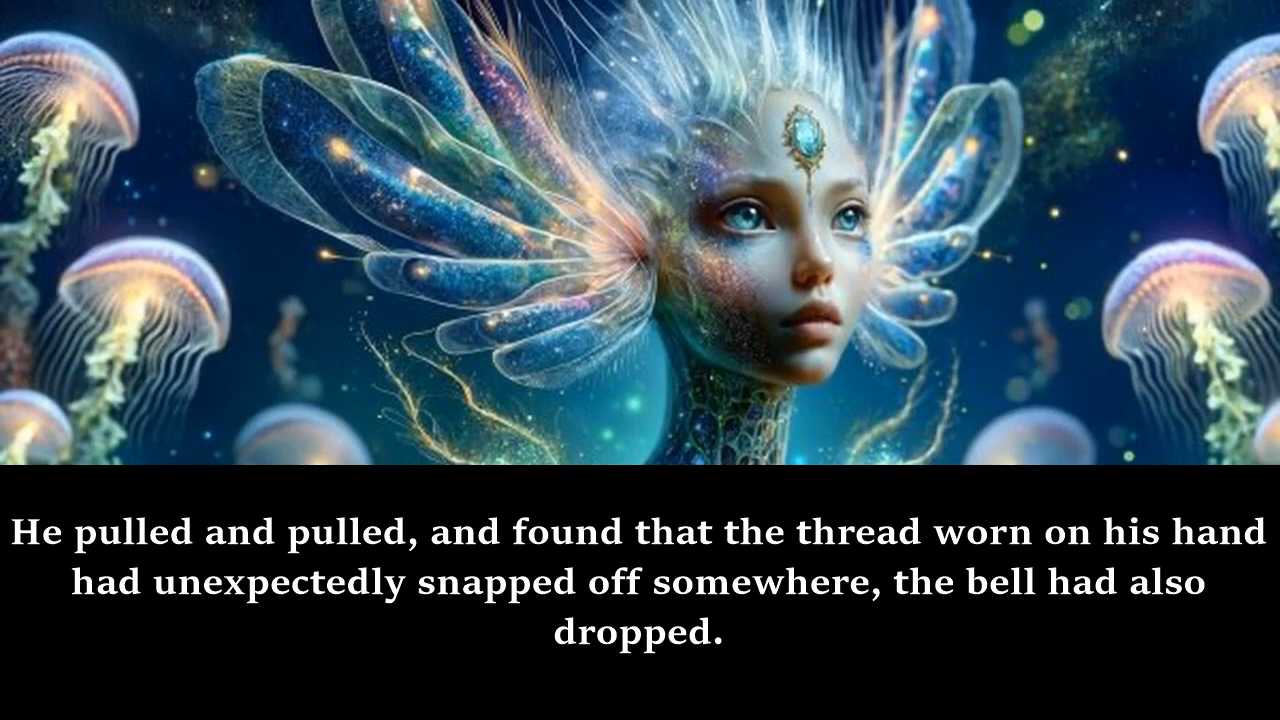 He pulled and pulled, and found that the thread worn on his hand
had unexpectedly snapped off somewhere, the bell had also
dropped.